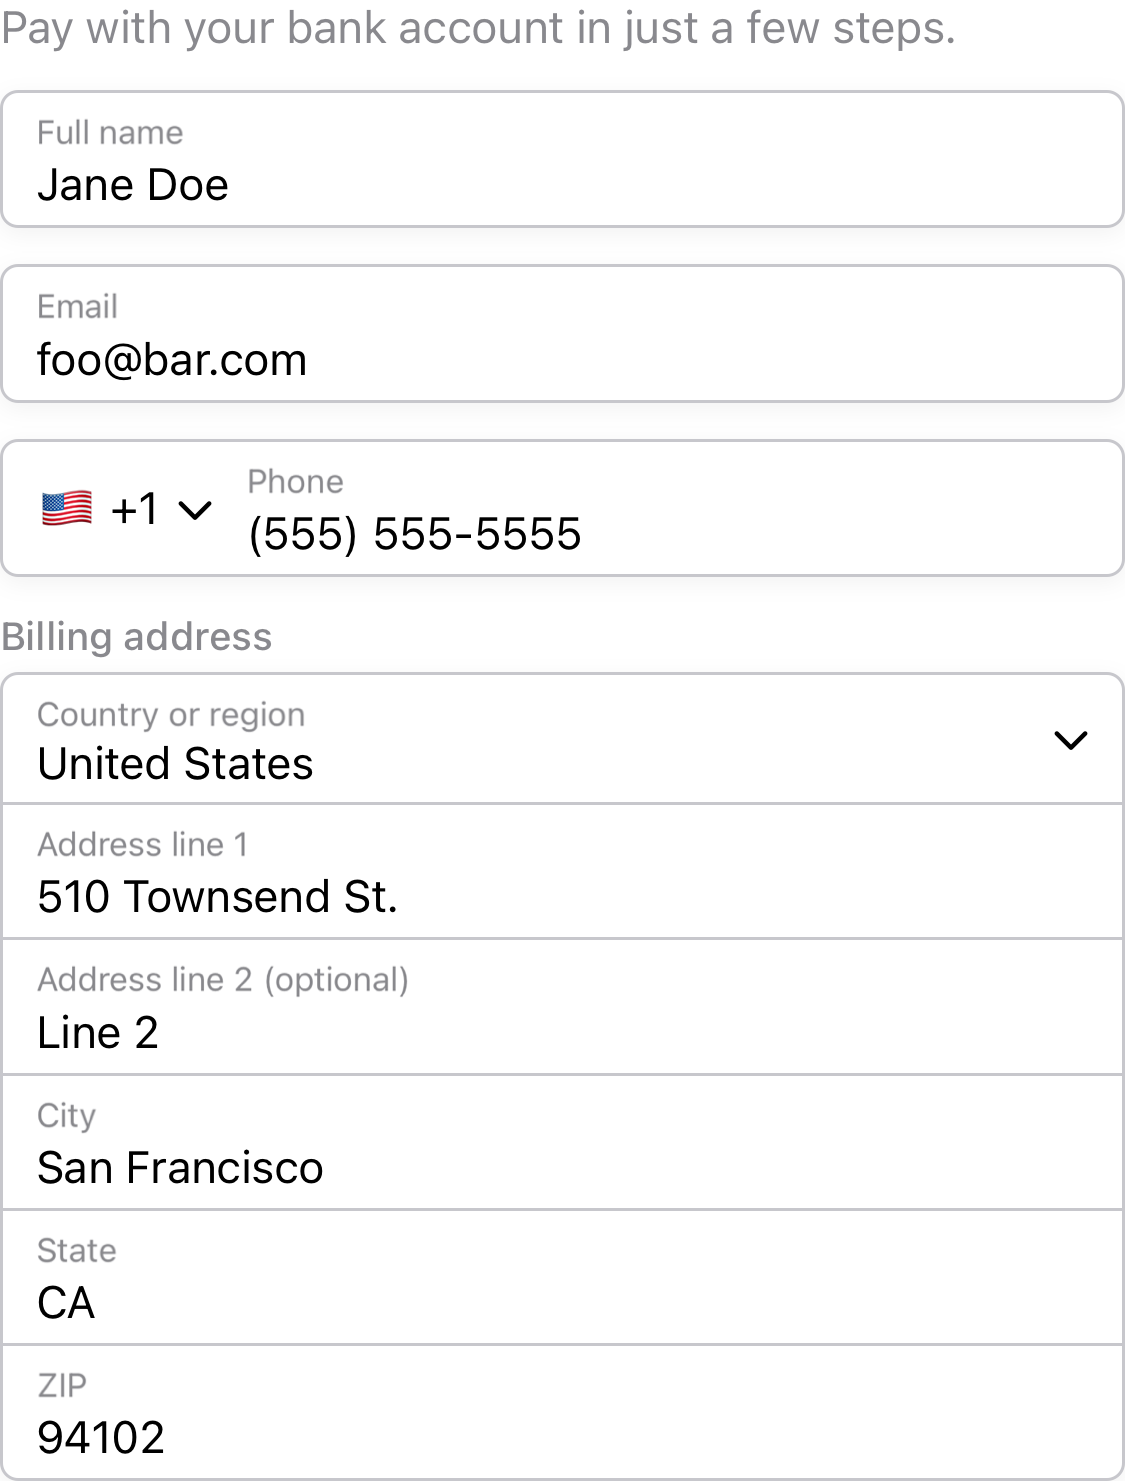 Pay with your bank account in just a few steps.
Full name
Jane Doe
Email
foo@bar.com
Phone
+1 (555) 555-5555
Billing address
Country or region
United States
Address line 1
510 Townsend St.
Address line 2 (optional)
Line 2
City
San Francisco
State
CA
ZIP
94102